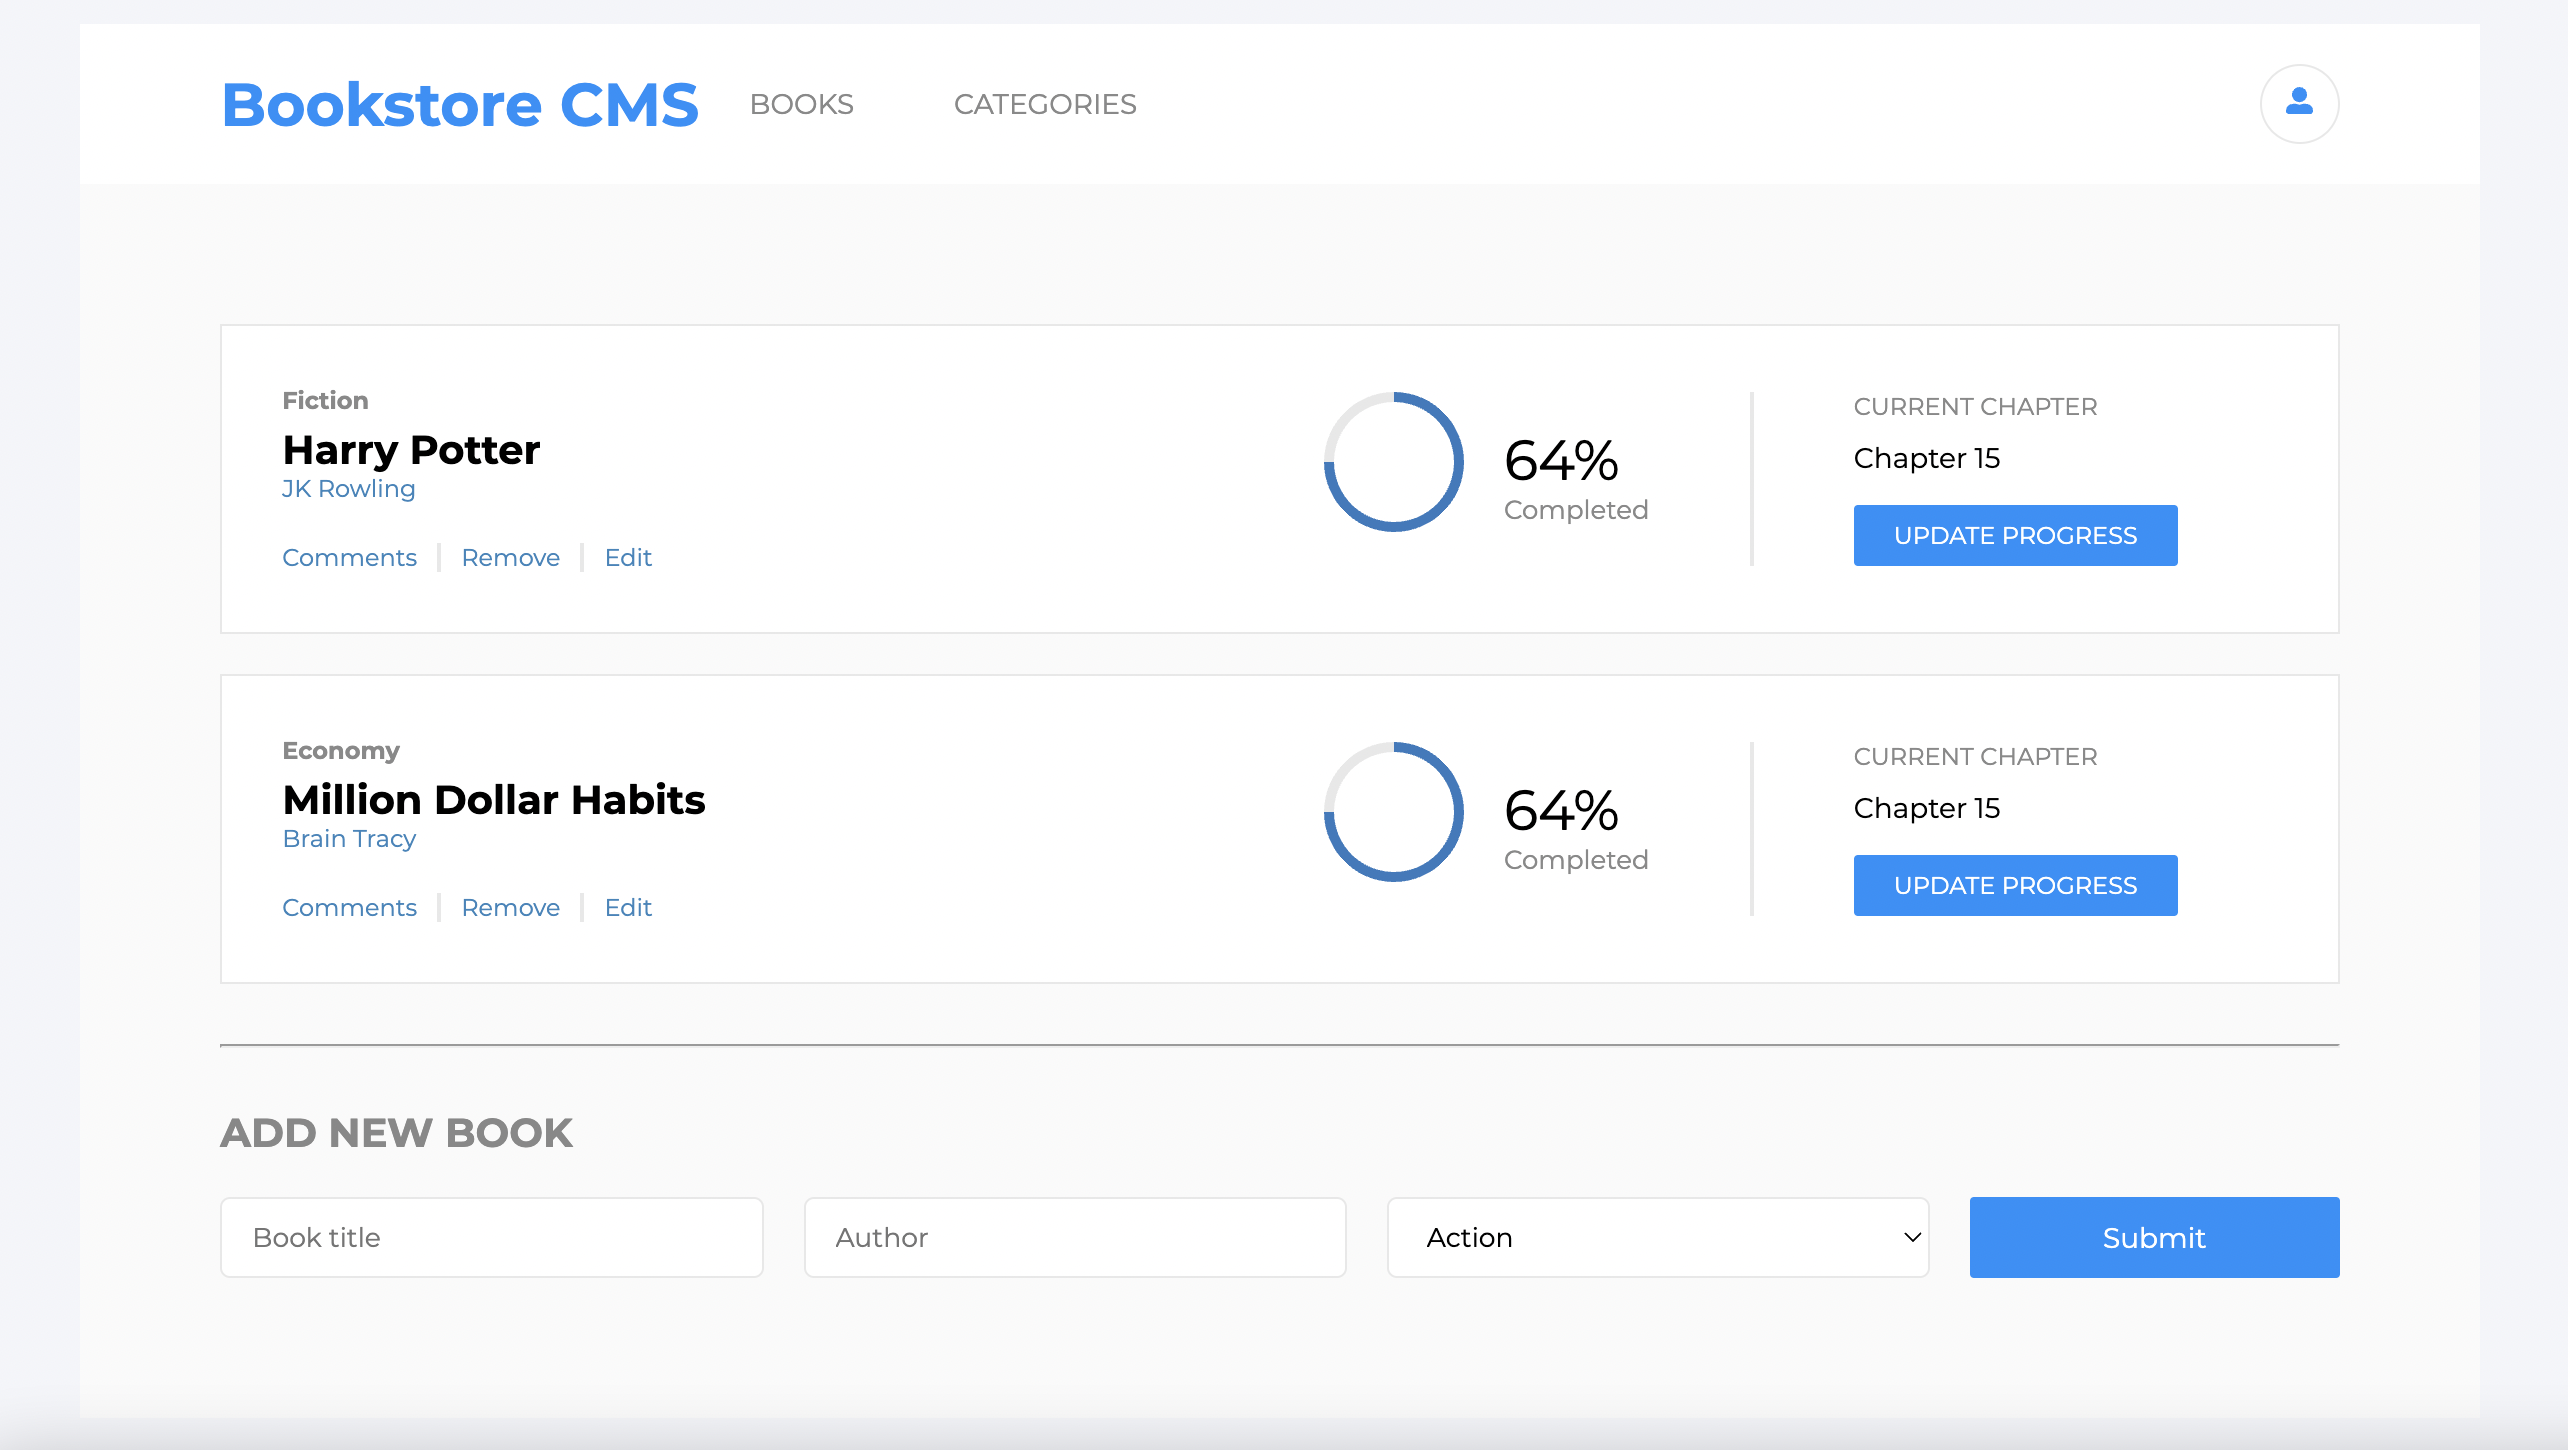 Bookstore CMS BOOKS CATEGORIES
Fiction
Harry Potter
JK Rowling
Comments Remove Edit
64%
Completed
CURRENT CHAPTER
Chapter 15
UPDATE PROGRESS
Economy
Million Dollar Habits
Brain Tracy
Comments Remove Edit
64%
Completed
CURRENT CHAPTER
Chapter 15
UPDATE PROGRESS
ADD NEW BOOK
Book title Author Action Submit